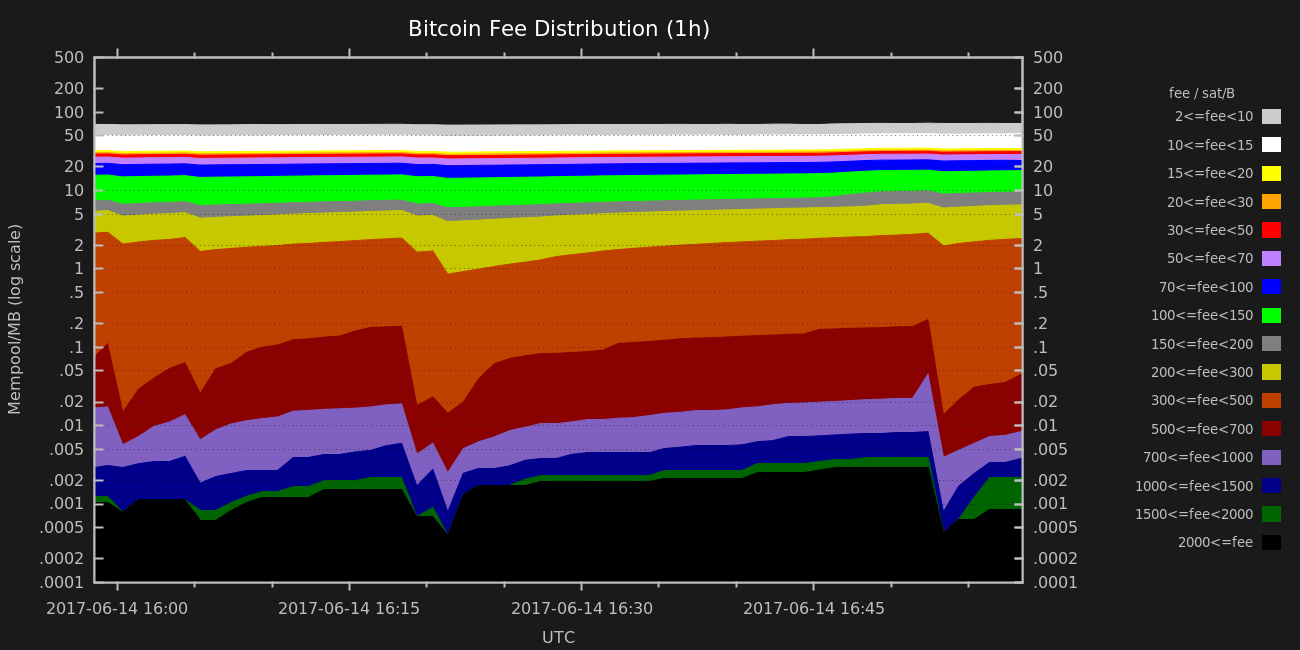 Bitcoin Fee Distribution (1h)
500 500
200 200
100 100
50 50
20 20
10 10
5 5
2 2
1 1
.5 .5
.2 .2
.1 .1
.05 .05
.02 .02
.01 .01
.005 .005
.002 .002
.001 .001
.0005 .0005
.0002 .0002
.0001 .0001
Mempool/MB (log scale)
2017-06-14 16:00 2017-06-14 16:15 2017-06-14 16:30 2017-06-14 16:45
UTC
fee / sat/B
2<=fee<10
10<=fee<15
15<=fee<20
20<=fee<30
30<=fee<50
50<=fee<70
70<=fee<100
100<=fee<150
150<=fee<200
200<=fee<300
300<=fee<500
500<=fee<700
700<=fee<1000
1000<=fee<1500
1500<=fee<2000
2000<=fee